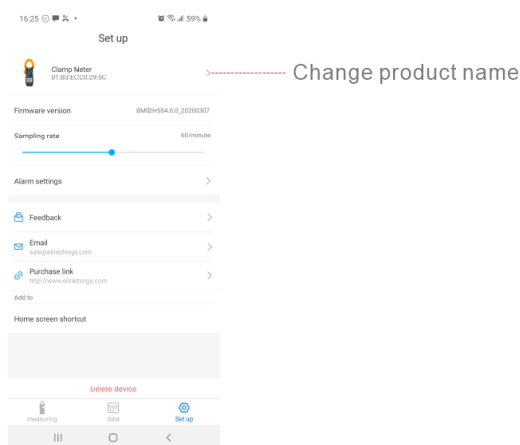 16:25 59%
Set up
Clamp Meter
01:B3:EC:C0:29:5C
Change product name
Firmware version BM02HSS4.0.0_20200307
Sampling rate 60/minute
Alarm settings
Feedback
Email
sale@elinkthings.com
Purchase link
http://www.elinkthings.com
Add to
Home screen shortcut
Delete device
measuring data Set up